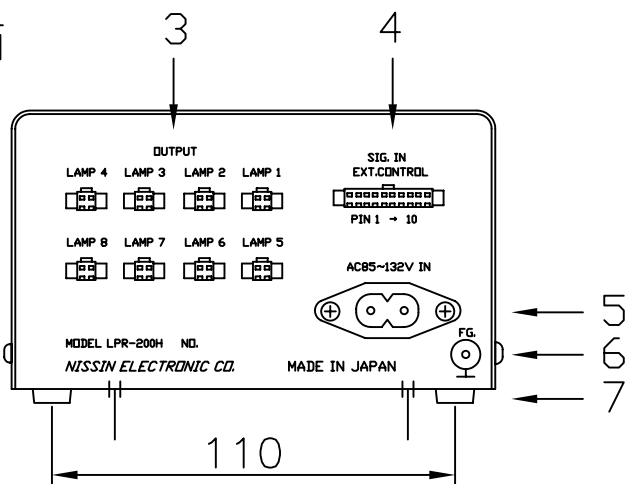 3 4
OUTPUT
LAMP 4 LAMP 3 LAMP 2 LAMP 1
SIG. IN
EXT.CONTROL
PIN 1 → 10
LAMP 8 LAMP 7 LAMP 6 LAMP 5
AC85~132V IN
5
FG.
MODEL LPR-200H NO.
6
NISSIN ELECTRONIC CO. MADE IN JAPAN
7
110